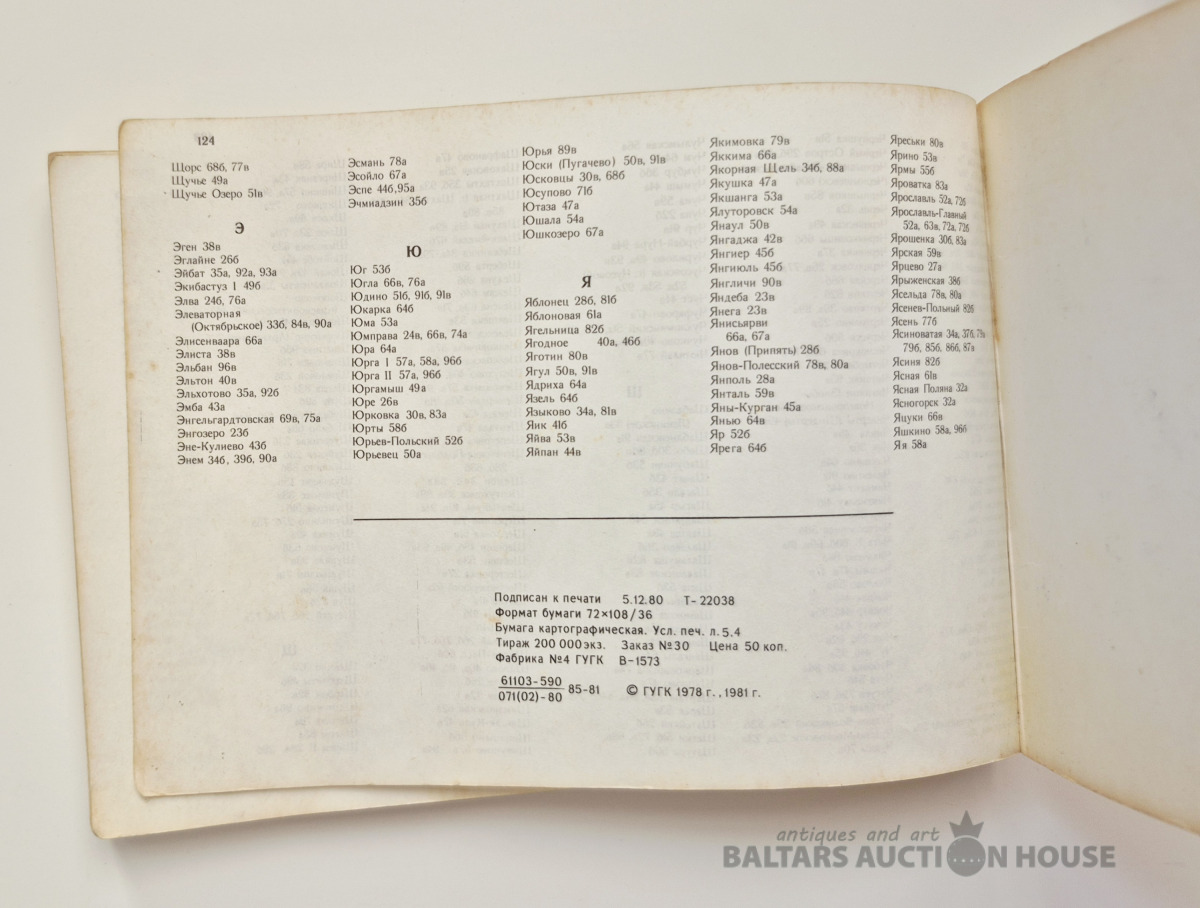 124
Щорс 68б, 77в
Щучье 49а
Щучье Озеро 51в
Э
Эген 38в
Эглайне 26б
Эйбат 35а, 92а, 93а
Экибастуз I 49б
Элва 24б, 76а
Элеваторная
(Октябрьское) 33б, 84в, 90а
Элисенваара 66а
Элиста 38в
Эльбан 96в
Эльтон 40в
Эльхотово 35а, 92б
Эмба 43а
Энгельгардтовская 69в, 75а
Энгозеро 23б
Эне-Кулиево 43б
Энем 34б, 39б, 90а
Эсмань 78а
Эсойло 67а
Эспе 44б, 95а
Эчмиадзин 35б
Ю
Юг 53б
Югла 66в, 76а
Юдино 51б, 91б, 91в
Юкарка 64б
Юма 53а
Юмправа 24в, 66в, 74а
Юра 64а
Юрга I 57а, 58а, 96б
Юрга II 57а, 96б
Юргамыш 49а
Юре 26в
Юрковка 30в, 83а
Юрты 58б
Юрьев-Польский 52б
Юрьевец 50а
Юрья 89в
Юски (Пугачево) 50в, 91в
Юсковцы 30в, 68б
Юсупово 71б
Ютаза 47а
Юшала 54а
Юшкозеро 67а
Я
Яблонец 28б, 81б
Яблоновая 61а
Ягельница 82б
Ягодное 40а, 46б
Яготин 80в
Ягул 50в, 91в
Ядриха 64а
Язель 64б
Языково 34а, 81в
Яик 41б
Яйва 53в
Яйпан 44в
Якимовка 79в
Яккима 66а
Якорная Щель 34б, 88а
Якушка 47а
Якшанга 53а
Ялуторовск 54а
Янаул 50в
Янгаджа 42в
Янгиер 45б
Янгиюль 45б
Янгличи 90в
Яндеба 23в
Янега 23в
Янисьярви
66а, 67а
Янов (Припять) 28б
Янов-Полесский 78в, 80а
Янполь 28а
Янталь 59в
Яны-Курган 45а
Янью 64в
Яр 52б
Ярега 64б
Яреськи 80в
Ярино 53в
Ярмы 55б
Яроватка 83а
Ярославль 52а, 72б
Ярославль-Главный
52а, 63в, 72а, 72б
Ярошенка 30б, 83а
Ярская 59в
Ярцево 27а
Ярыженская 38б
Ясельда 78в, 80а
Ясенев-Польный 82б
Ясень 77б
Ясиноватая 34а, 37б, 79а
79б, 85б, 86б, 87в
Ясиня 82б
Ясная 61в
Ясная Поляна 32а
Ясногорск 32а
Яцуки 66в
Яшкино 58а, 96б
Яя 58а
Подписан к печати 5.12.80 Т-22038
Формат бумаги 72×108/36
Бумага картографическая. Усл. печ. л. 5.4
Тираж 200 000 экз. Заказ №30 Цена 50 коп.
Фабрика №4 ГУГК В-1573
61103-590
071(02)-80 85-81 © ГУГК 1978 г., 1981 г.
antiques and art
BALTARS AUCTION HOUSE